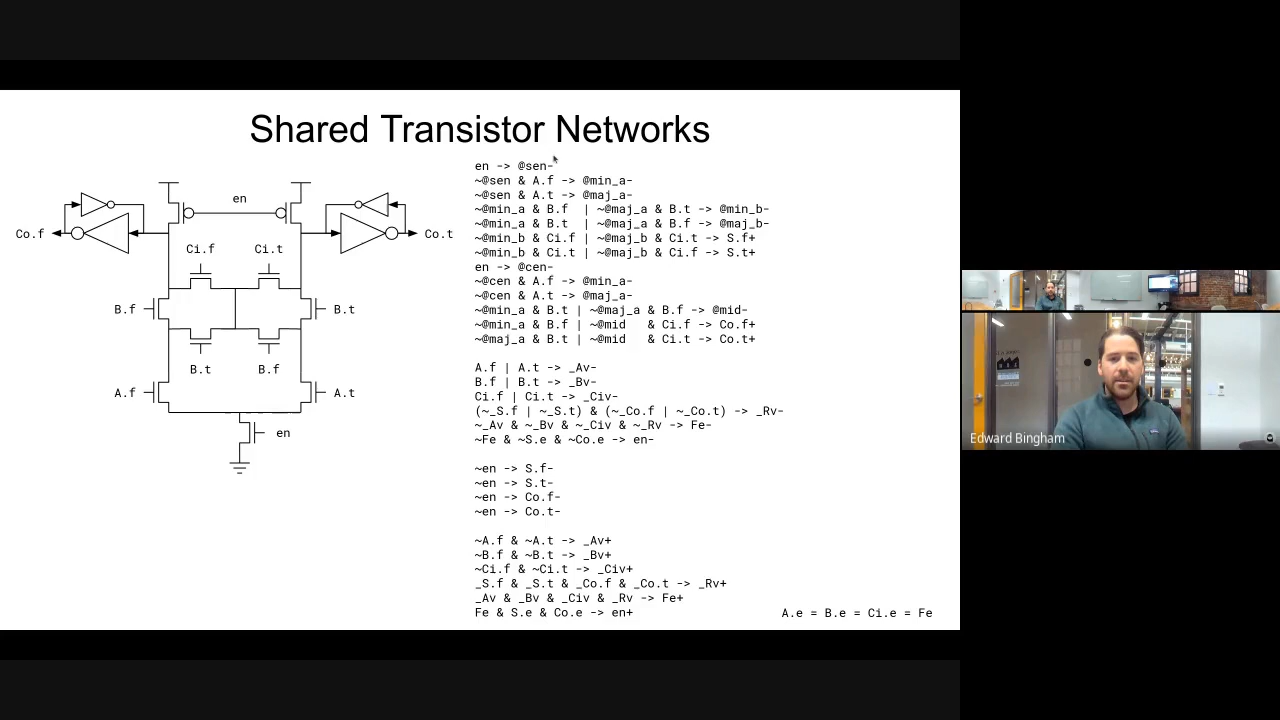 Shared Transistor Networks
en
Co.f
Co.t
Ci.f
Ci.t
B.f
B.t
B.t
B.f
A.f
A.t
en
en -> @sen-
~@sen & A.f -> @min_a-
~@sen & A.t -> @maj_a-
~@min_a & B.f  | ~@maj_a & B.t -> @min_b-
~@min_a & B.t  | ~@maj_a & B.f -> @maj_b-
~@min_b & Ci.f | ~@maj_b & Ci.t -> S.f+
~@min_b & Ci.t | ~@maj_b & Ci.f -> S.t+
en -> @cen-
~@cen & A.f -> @min_a-
~@cen & A.t -> @maj_a-
~@min_a & B.t | ~@maj_a & B.f -> @mid-
~@min_a & B.f | ~@mid   & Ci.f -> Co.f+
~@maj_a & B.t | ~@mid   & Ci.t -> Co.t+
A.f | A.t -> _Av-
B.f | B.t -> _Bv-
Ci.f | Ci.t -> _Civ-
(~_S.f | ~_S.t) & (~_Co.f | ~_Co.t) -> _Rv-
~_Av & ~_Bv & ~_Civ & ~_Rv -> Fe-
~Fe & ~S.e & ~Co.e -> en-
~en -> S.f-
~en -> S.t-
~en -> Co.f-
~en -> Co.t-
~A.f & ~A.t -> _Av+
~B.f & ~B.t -> _Bv+
~Ci.f & ~Ci.t -> _Civ+
_S.f & _S.t & _Co.f & _Co.t -> _Rv+
_Av & _Bv & _Civ & _Rv -> Fe+
Fe & S.e & Co.e -> en+
A.e = B.e = Ci.e = Fe
Edward Bingham